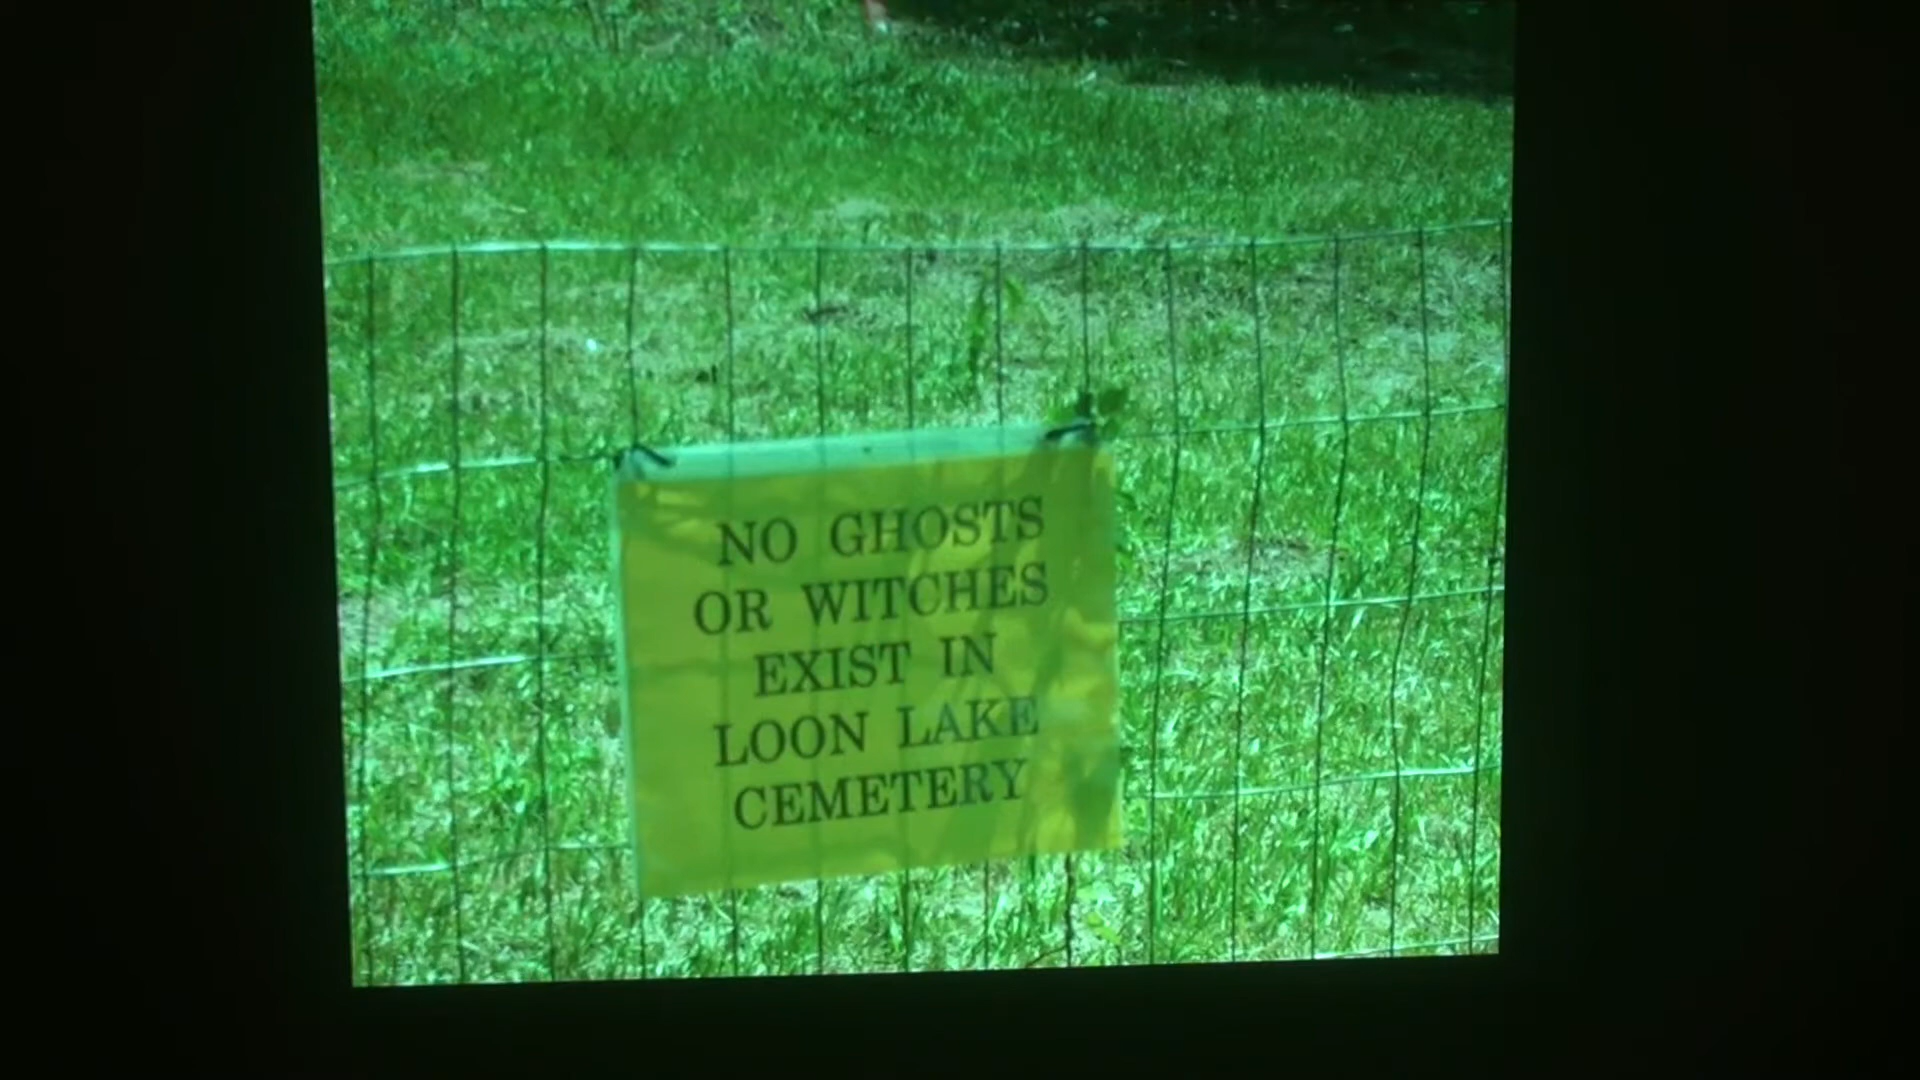 NO GHOSTS
OR WITCHES
EXIST IN
LOON LAKE
CEMETERY